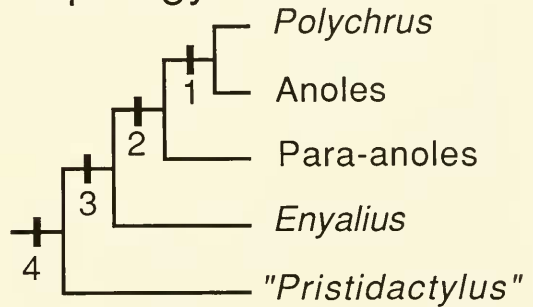 Polychrus
1
Anoles
2
Para-anoles
3
Enyalius
4
"Pristidactylus"